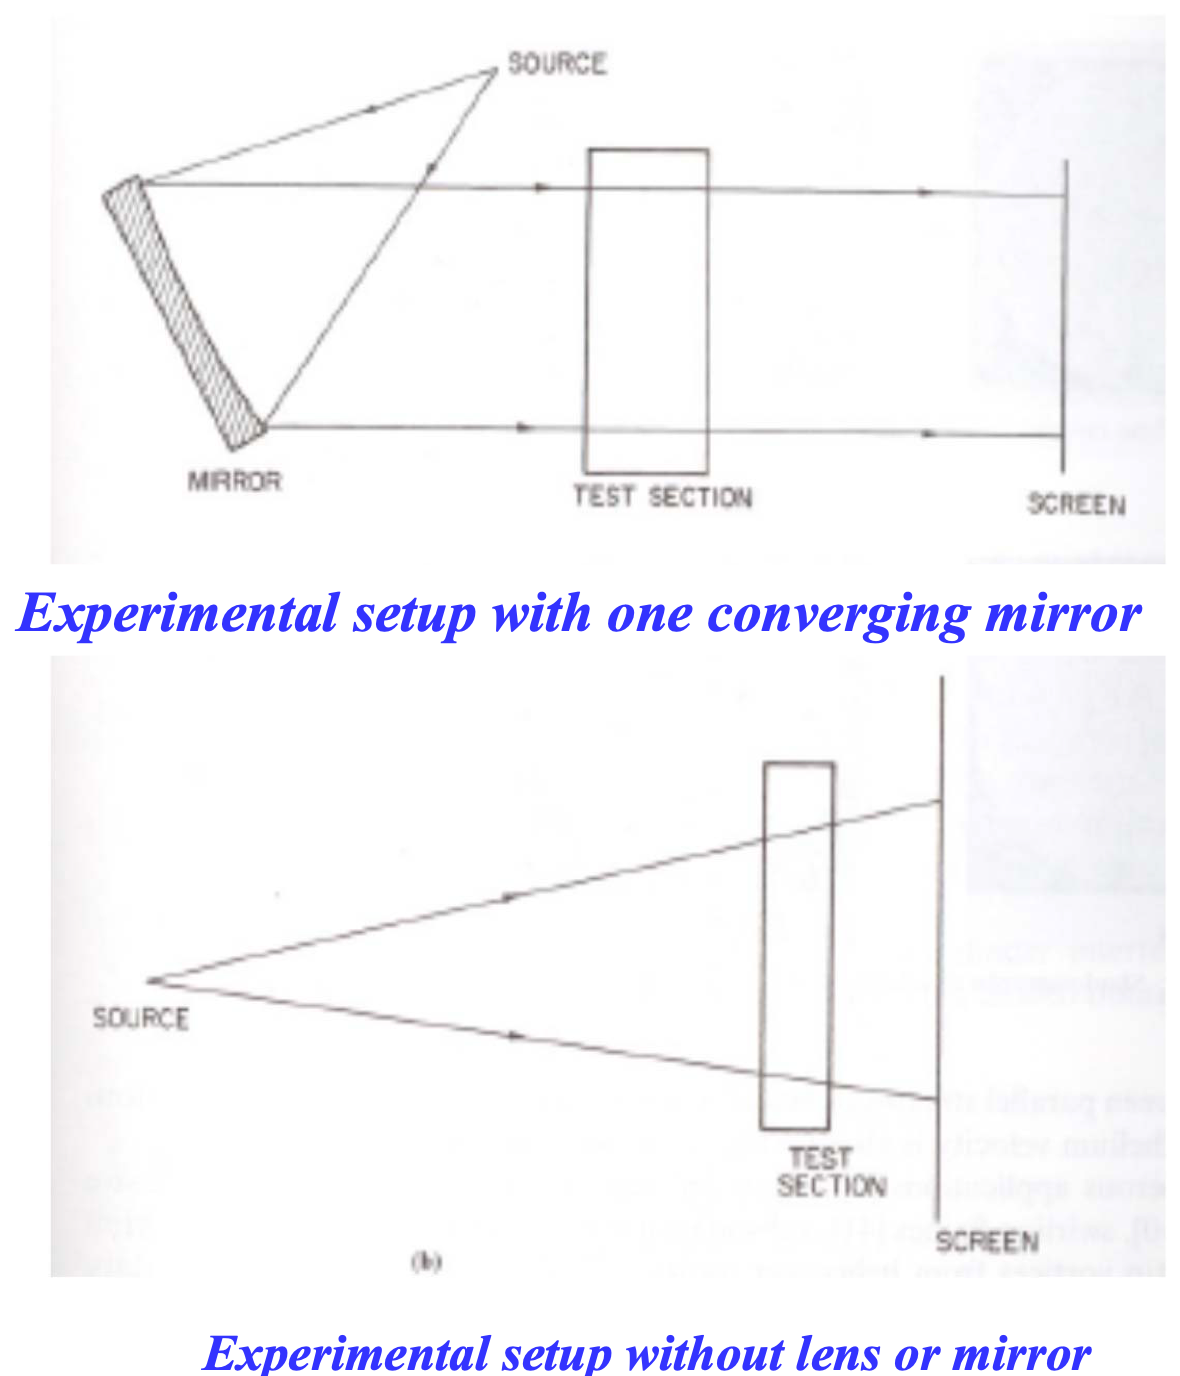 SOURCE
MIRROR
TEST SECTION
SCREEN
Experimental setup with one converging mirror
SOURCE
TEST
SECTION
SCREEN
(b)
Experimental setup without lens or mirror